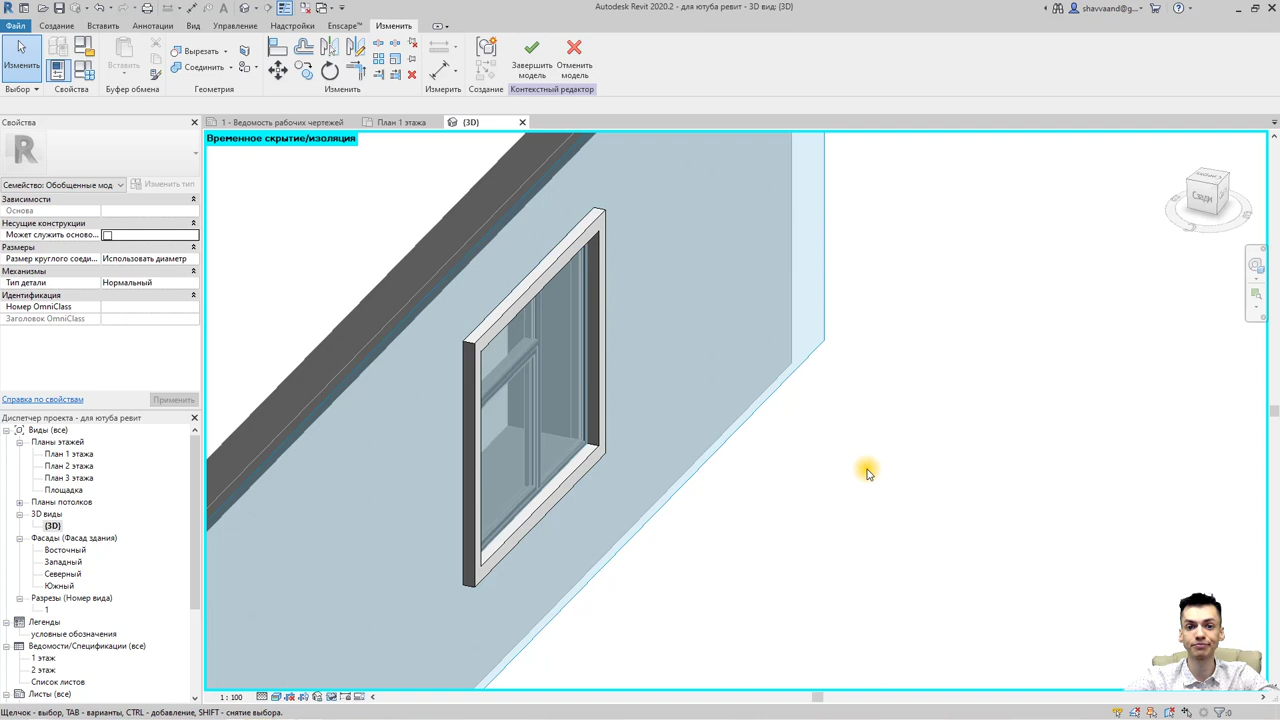 Autodesk Revit 2020.2 - для ютуба ревит - 3D вид: {3D}
shavvaand@g...
Файл
Создание
Вставить
Аннотации
Вид
Управление
Надстройки
Enscape™
Изменить
Изменить
Вставить
Вырезать
Соединить
Завершить модель
Отменить модель
Выбор
Свойства
Буфер обмена
Геометрия
Изменить
Измерить
Создание
Контекстный редактор
Свойства
1 - Ведомость рабочих чертежей
План 1 этажа
{3D}
Временное скрытие/изоляция
Семейство: Обобщенные мод
Изменить тип
Зависимости
Основа
Несущие конструкции
Может служить осново...
Размеры
Размер круглого соеди...
Использовать диаметр
Механизмы
Тип детали
Нормальный
Идентификация
Номер OmniClass
Заголовок OmniClass
Справка по свойствам
Применить
Диспетчер проекта - для ютуба ревит
Виды (все)
Планы этажей
План 1 этажа
План 2 этажа
План 3 этажа
Площадка
Планы потолков
3D виды
{3D}
Фасады (Фасад здания)
Восточный
Западный
Северный
Южный
Разрезы (Номер вида)
1
Легенды
условные обозначения
Ведомости/Спецификации (все)
1 этаж
2 этаж
Список листов
Листы (все)
1 : 100
Щелчок - выбор, TAB - варианты, CTRL - добавление, SHIFT - снятие выбора.
:0